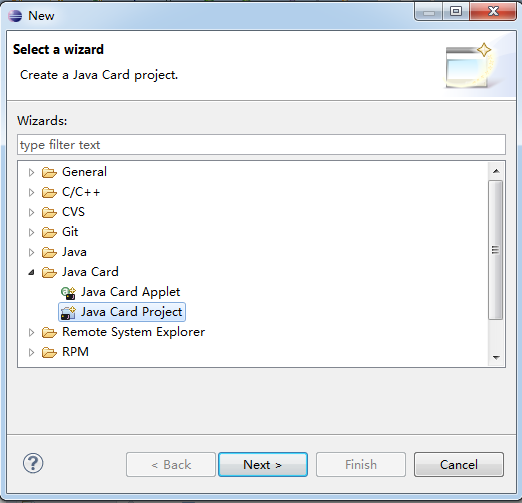 New
Select a wizard
Create a Java Card project.
Wizards:
type filter text
General
C/C++
CVS
Git
Java
Java Card
Java Card Applet
Java Card Project
Remote System Explorer
RPM
?
< Back
Next >
Finish
Cancel